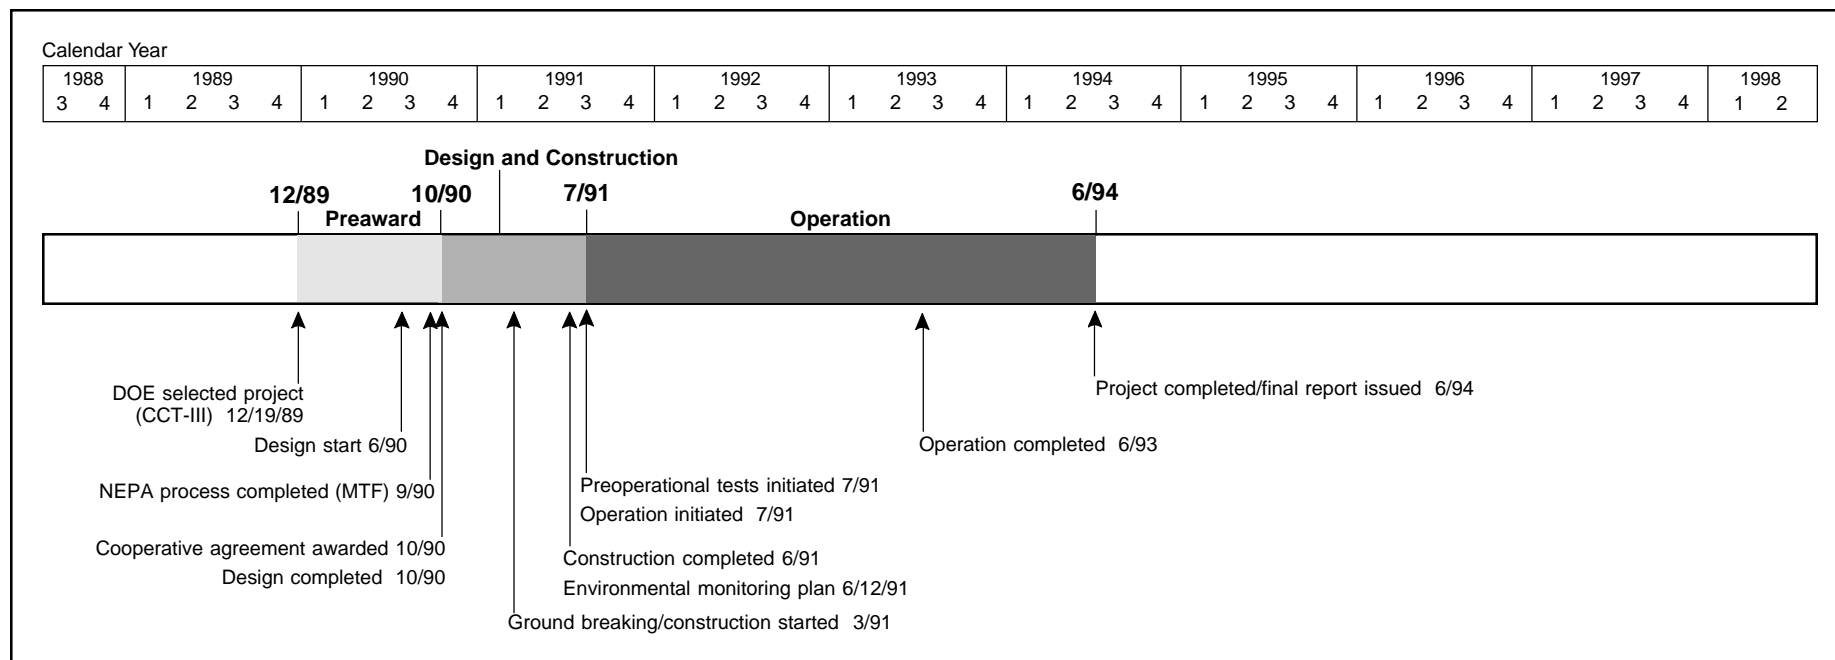 Calendar Year
1988 1989 1990 1991 1992 1993 1994 1995 1996 1997 1998
3 4 1 2 3 4 1 2 3 4 1 2 3 4 1 2 3 4 1 2 3 4 1 2 3 4 1 2 3 4 1 2 3 4 1 2 3 4 1 2
Design and Construction
12/89 10/90 7/91 6/94
Preaward Operation
DOE selected project
(CCT-III) 12/19/89
Project completed/final report issued 6/94
Design start 6/90
Operation completed 6/93
NEPA process completed (MTF) 9/90
Preoperational tests initiated 7/91
Operation initiated 7/91
Cooperative agreement awarded 10/90
Construction completed 6/91
Design completed 10/90
Environmental monitoring plan 6/12/91
Ground breaking/construction started 3/91